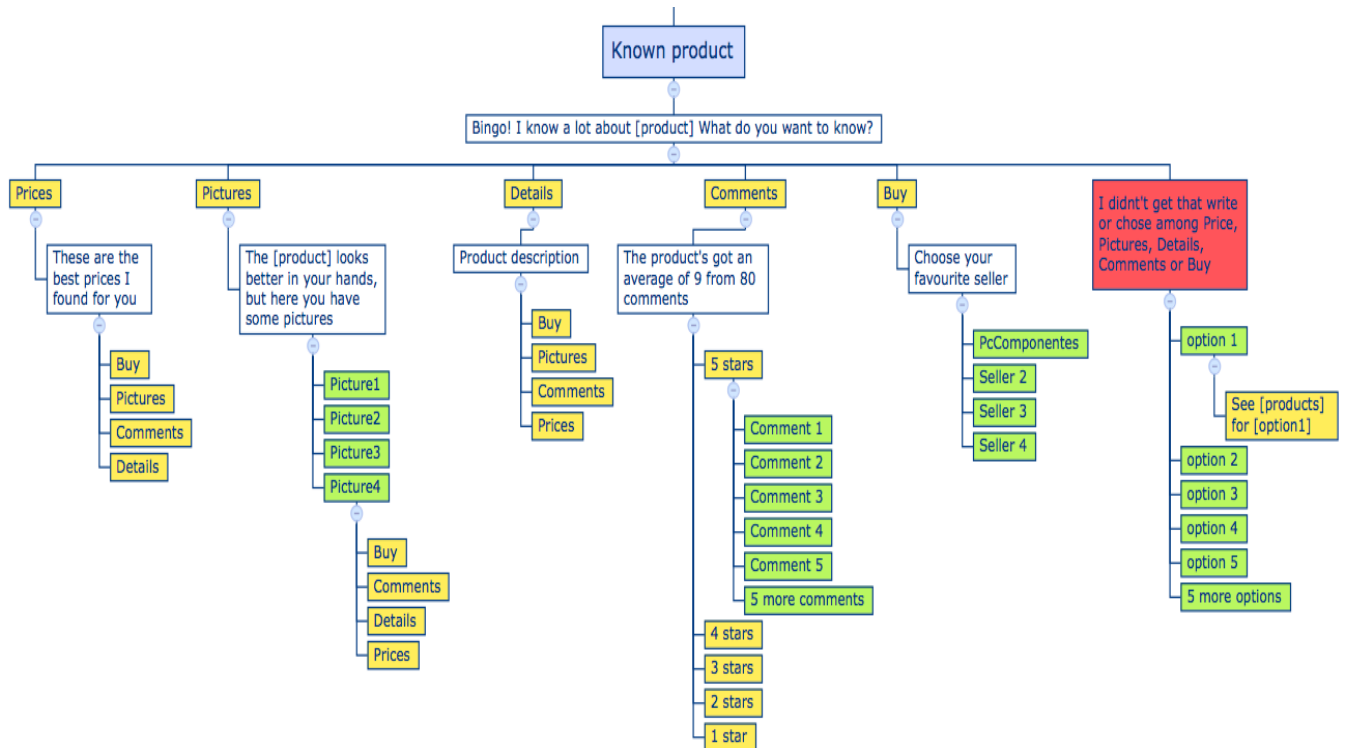 Known product
Bingo! I know a lot about [product] What do you want to know?
Prices
These are the
best prices I
found for you
Buy
Pictures
Comments
Details
Pictures
The [product] looks
better in your hands,
but here you have
some pictures
Picture1
Picture2
Picture3
Picture4
Buy
Comments
Details
Prices
Details
Product description
Buy
Pictures
Comments
Prices
Comments
The product's got an
average of 9 from 80
comments
5 stars
Comment 1
Comment 2
Comment 3
Comment 4
Comment 5
5 more comments
4 stars
3 stars
2 stars
1 star
Buy
Choose your
favourite seller
PcComponentes
Seller 2
Seller 3
Seller 4
I didnt't get that write
or chose among Price,
Pictures, Details,
Comments or Buy
option 1
See [products]
for [option1]
option 2
option 3
option 4
option 5
5 more options